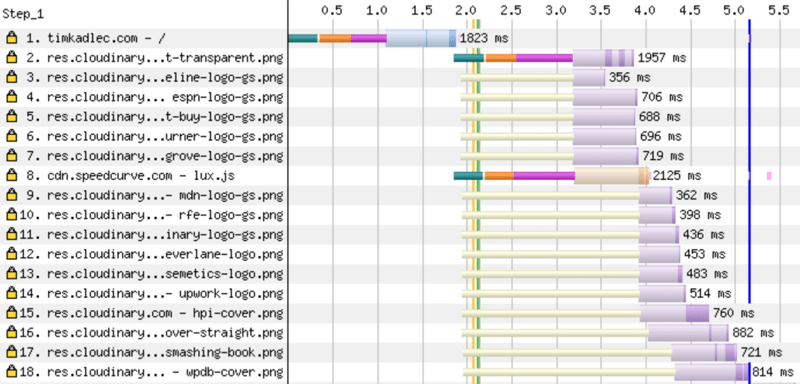 Step_1
0.5 1.0 1.5 2.0 2.5 3.0 3.5 4.0 4.5 5.0 5.5
1. timkadlec.com - / 1823 ms
2. res.cloudinary...t-transparent.png 1957 ms
3. res.cloudinary...eline-logo-gs.png 356 ms
4. res.cloudinary... espn-logo-gs.png 706 ms
5. res.cloudinary...t-buy-logo-gs.png 688 ms
6. res.cloudinary...urner-logo-gs.png 696 ms
7. res.cloudinary...grove-logo-gs.png 719 ms
8. cdn.speedcurve.com - lux.js 2125 ms
9. res.cloudinary...- mdn-logo-gs.png 362 ms
10. res.cloudinary...- rfe-logo-gs.png 398 ms
11. res.cloudinary...inary-logo-gs.png 436 ms
12. res.cloudinary...everlane-logo.png 453 ms
13. res.cloudinary...semetics-logo.png 483 ms
14. res.cloudinary...- upwork-logo.png 514 ms
15. res.cloudinary.com - hpi-cover.png 760 ms
16. res.cloudinary...over-straight.png 882 ms
17. res.cloudinary...smashing-book.png 721 ms
18. res.cloudinary... - wpdb-cover.png 814 ms